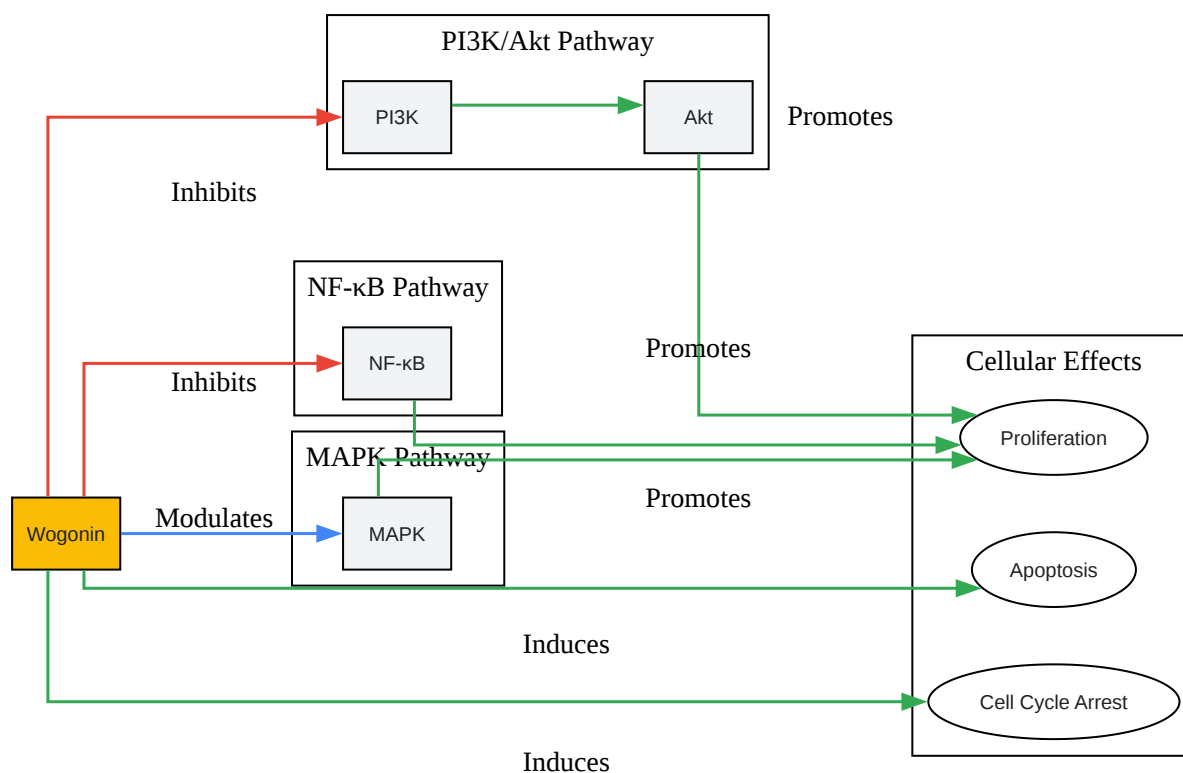 PI3K/Akt Pathway
PI3K
Akt
Promotes
Inhibits
NF-κB Pathway
NF-κB
Promotes
Inhibits
Cellular Effects
Proliferation
MAPK Pathway
Promotes
Wogonin
Modulates
MAPK
Apoptosis
Induces
Cell Cycle Arrest
Induces